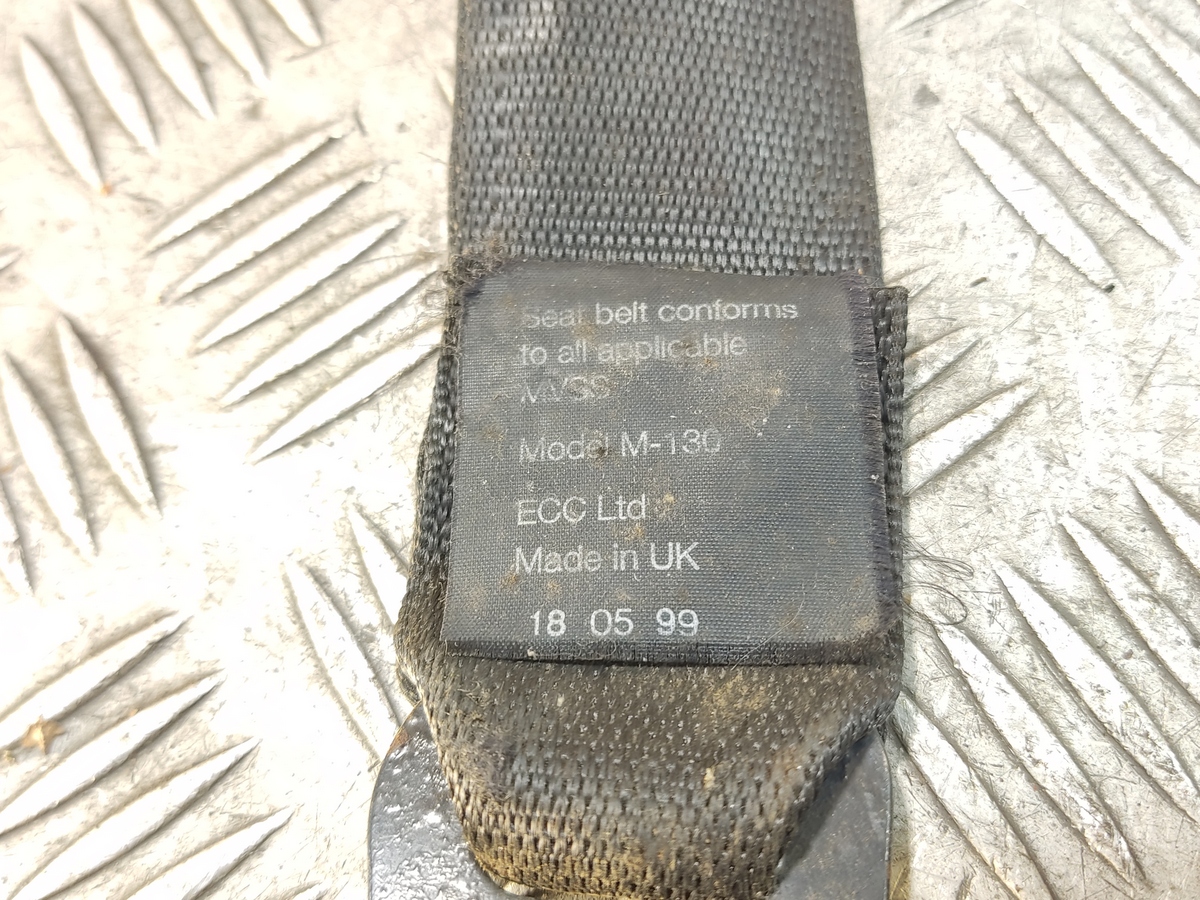 Seat belt conforms
to all applicable
MVSS
Model M-130
ECC Ltd
Made in UK
18 05 99